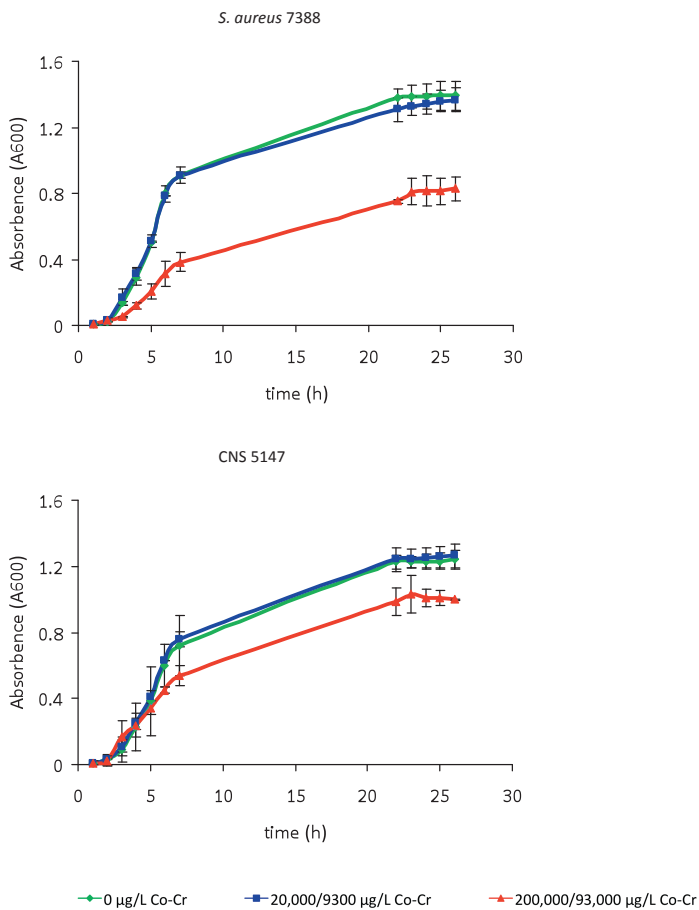 S. aureus 7388
1.6
1.2
0.8
0.4
0
Absorbence (A600)
0 5 10 15 20 25 30
time (h)
CNS 5147
1.6
1.2
0.8
0.4
0
Absorbence (A600)
0 5 10 15 20 25 30
time (h)
0 µg/L Co-Cr 20,000/9300 µg/L Co-Cr 200,000/93,000 µg/L Co-Cr